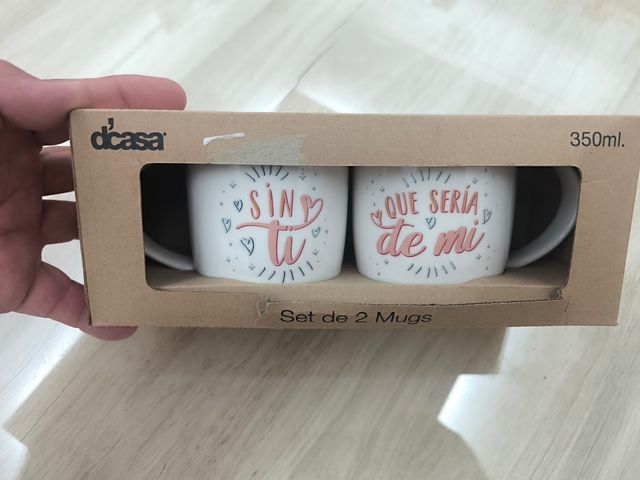 d'casa
350ml.
SIN
ti
QUE SERÍA
de mi
Set de 2 Mugs